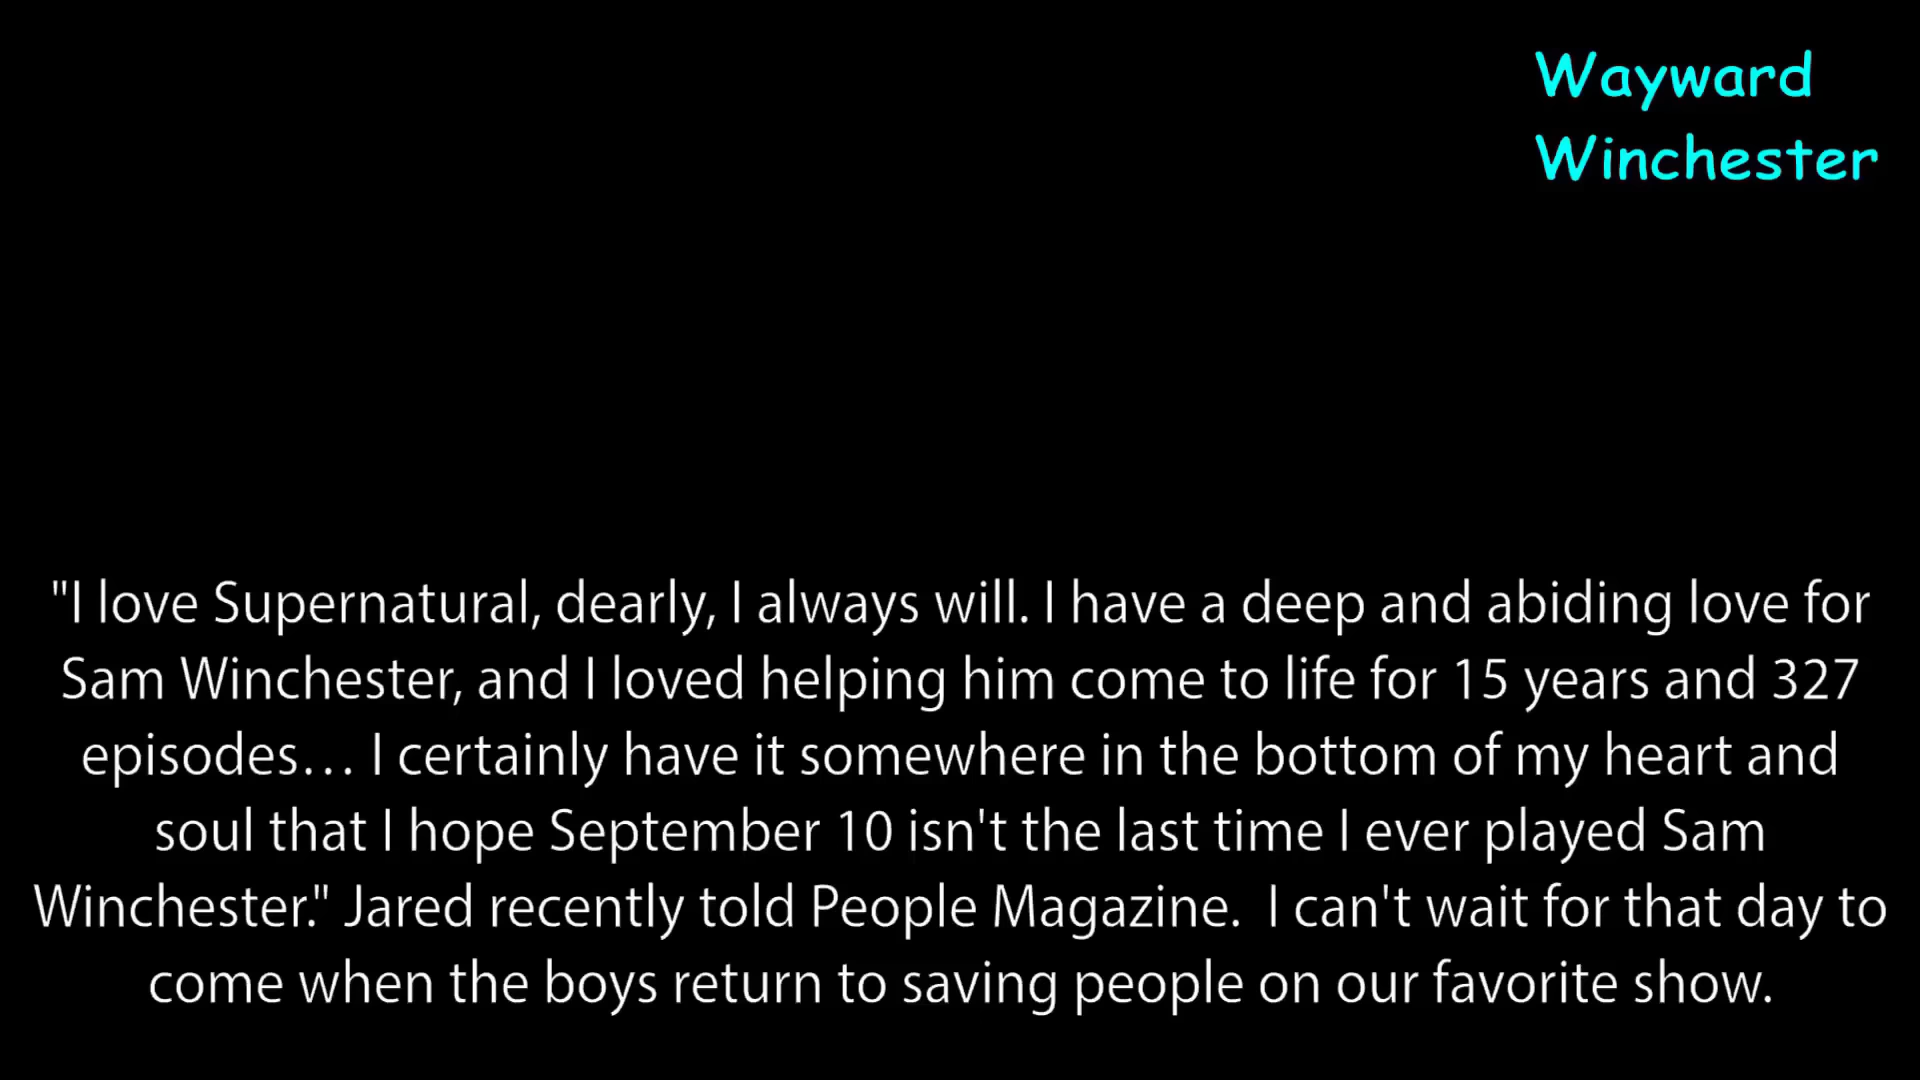 Wayward
Winchester
"I love Supernatural, dearly, I always will. I have a deep and abiding love for
Sam Winchester, and I loved helping him come to life for 15 years and 327
episodes… I certainly have it somewhere in the bottom of my heart and
soul that I hope September 10 isn't the last time I ever played Sam
Winchester." Jared recently told People Magazine.  I can't wait for that day to
come when the boys return to saving people on our favorite show.